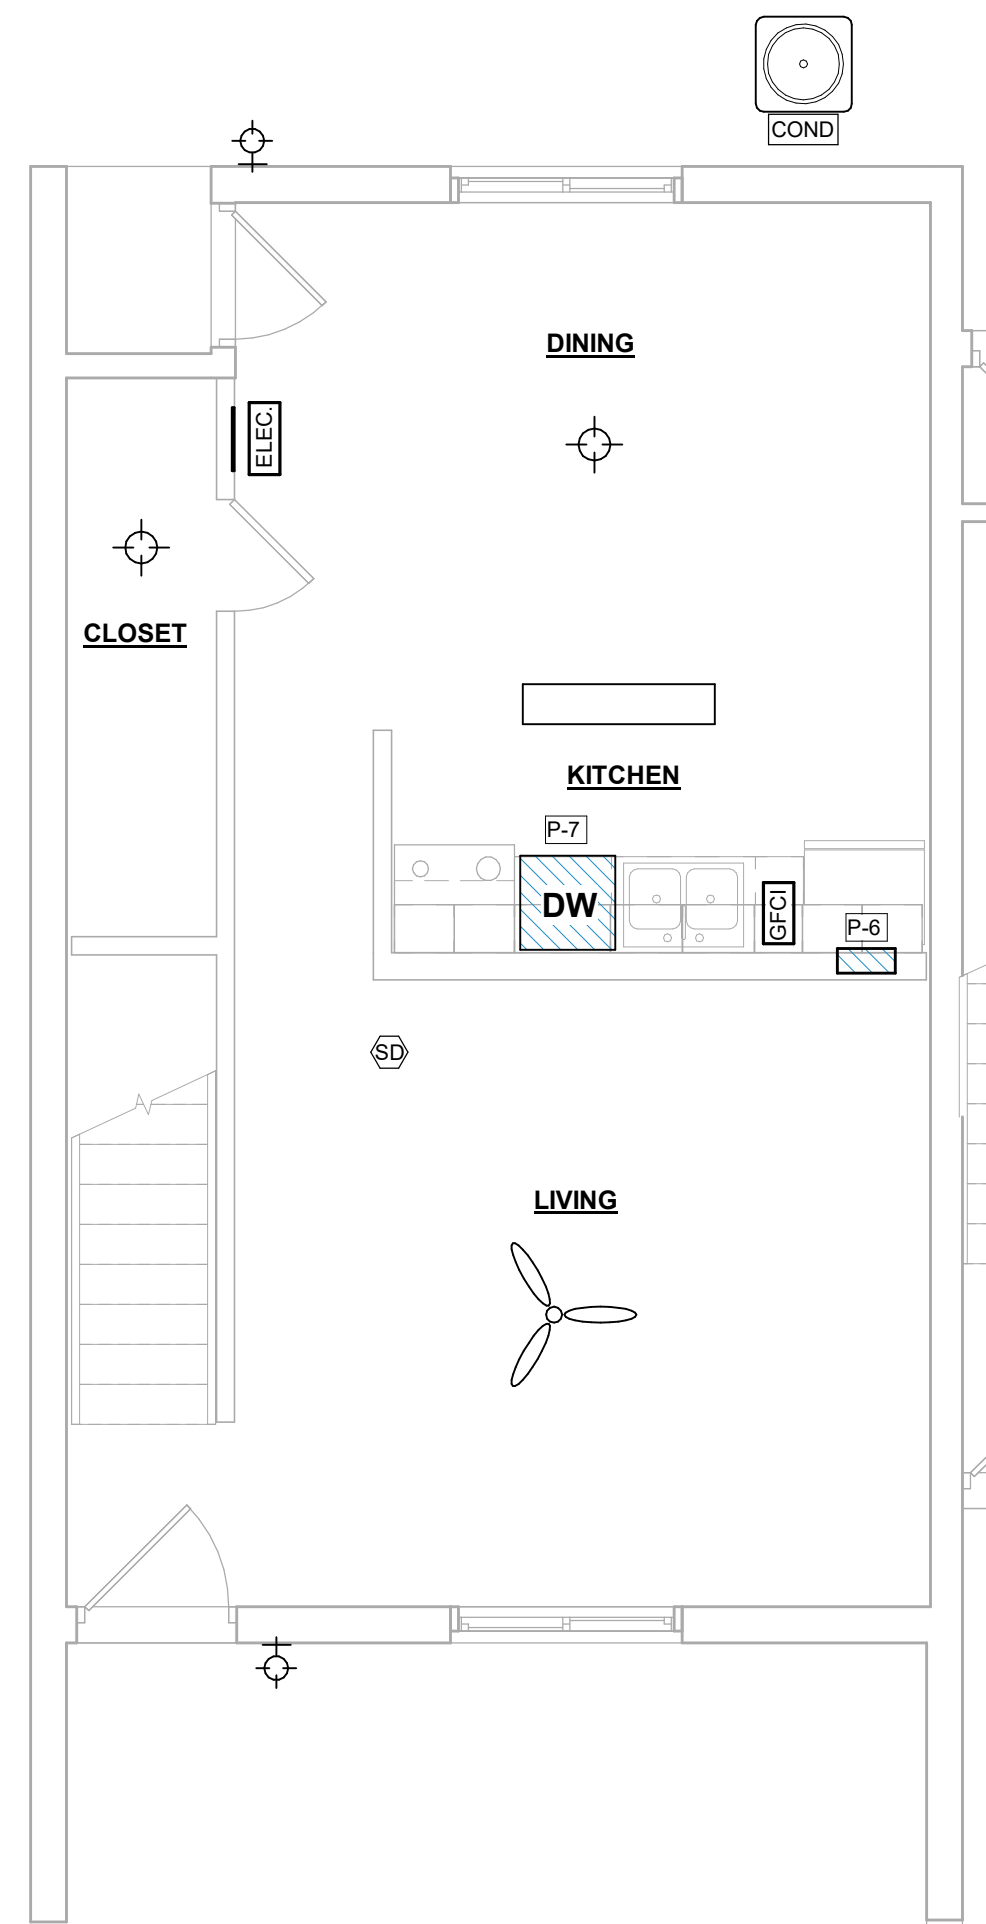 COND
DINING
ELEC.
CLOSET
KITCHEN
P-7
DW
GFCI
P-6
SD
LIVING